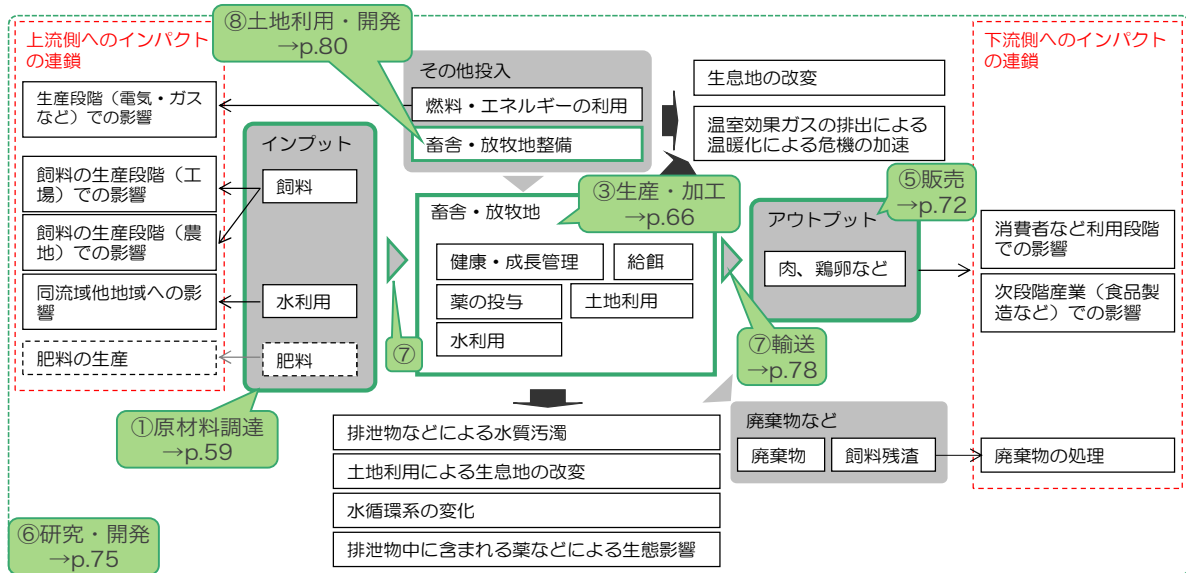 ⑧土地利用・開発
→p.80
上流側へのインパクト
の連鎖
下流側へのインパクト
の連鎖
その他投入
燃料・エネルギーの利用
畜舎・放牧地整備
生息地の改変
温室効果ガスの排出による
温暖化による危機の加速
生産段階（電気・ガス
など）での影響
飼料の生産段階（工
場）での影響
飼料の生産段階（農
地）での影響
同流域他地域への影
響
肥料の生産
インプット
飼料
水利用
肥料
①原材料調達
→p.59
⑦
畜舎・放牧地
③生産・加工
→p.66
健康・成長管理
給餌
薬の投与
土地利用
水利用
⑤販売
→p.72
アウトプット
肉、鶏卵など
⑦輸送
→p.78
消費者など利用段階
での影響
次段階産業（食品製
造など）での影響
排泄物などによる水質汚濁
土地利用による生息地の改変
水循環系の変化
排泄物中に含まれる薬などによる生態影響
廃棄物など
廃棄物
飼料残渣
廃棄物の処理
⑥研究・開発
→p.75